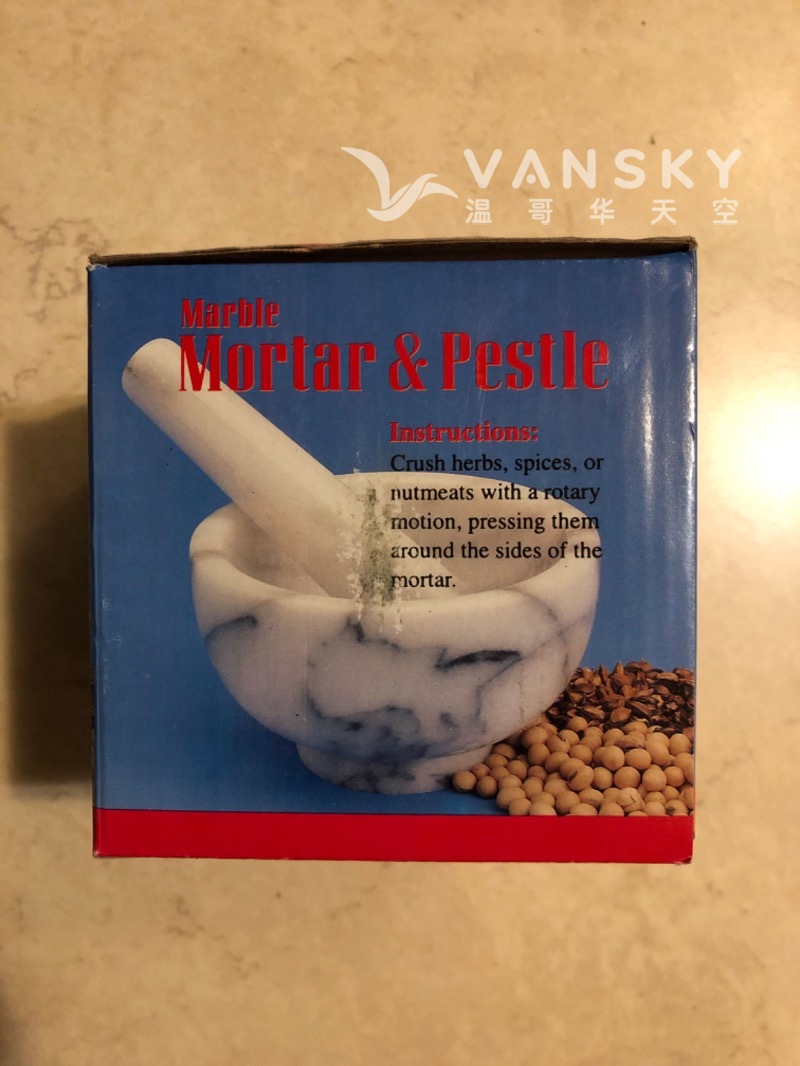 VANSKY
温哥华天空
Marble
Mortar & Pestle
Instructions:
Crush herbs, spices, or
nutmeats with a rotary
motion, pressing them
around the sides of the
mortar.